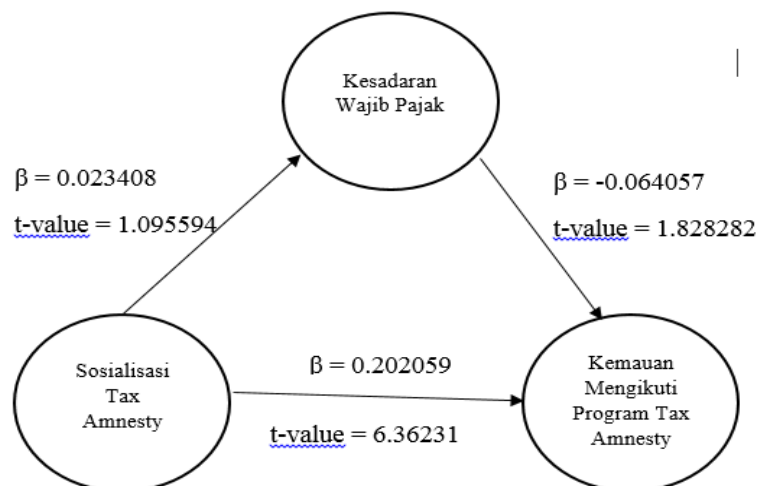 Kesadaran
Wajib Pajak
β = 0.023408
t-value = 1.095594
β = -0.064057
t-value = 1.828282
Sosialisasi
Tax
Amnesty
β = 0.202059
t-value = 6.36231
Kemauan
Mengikuti
Program Tax
Amnesty